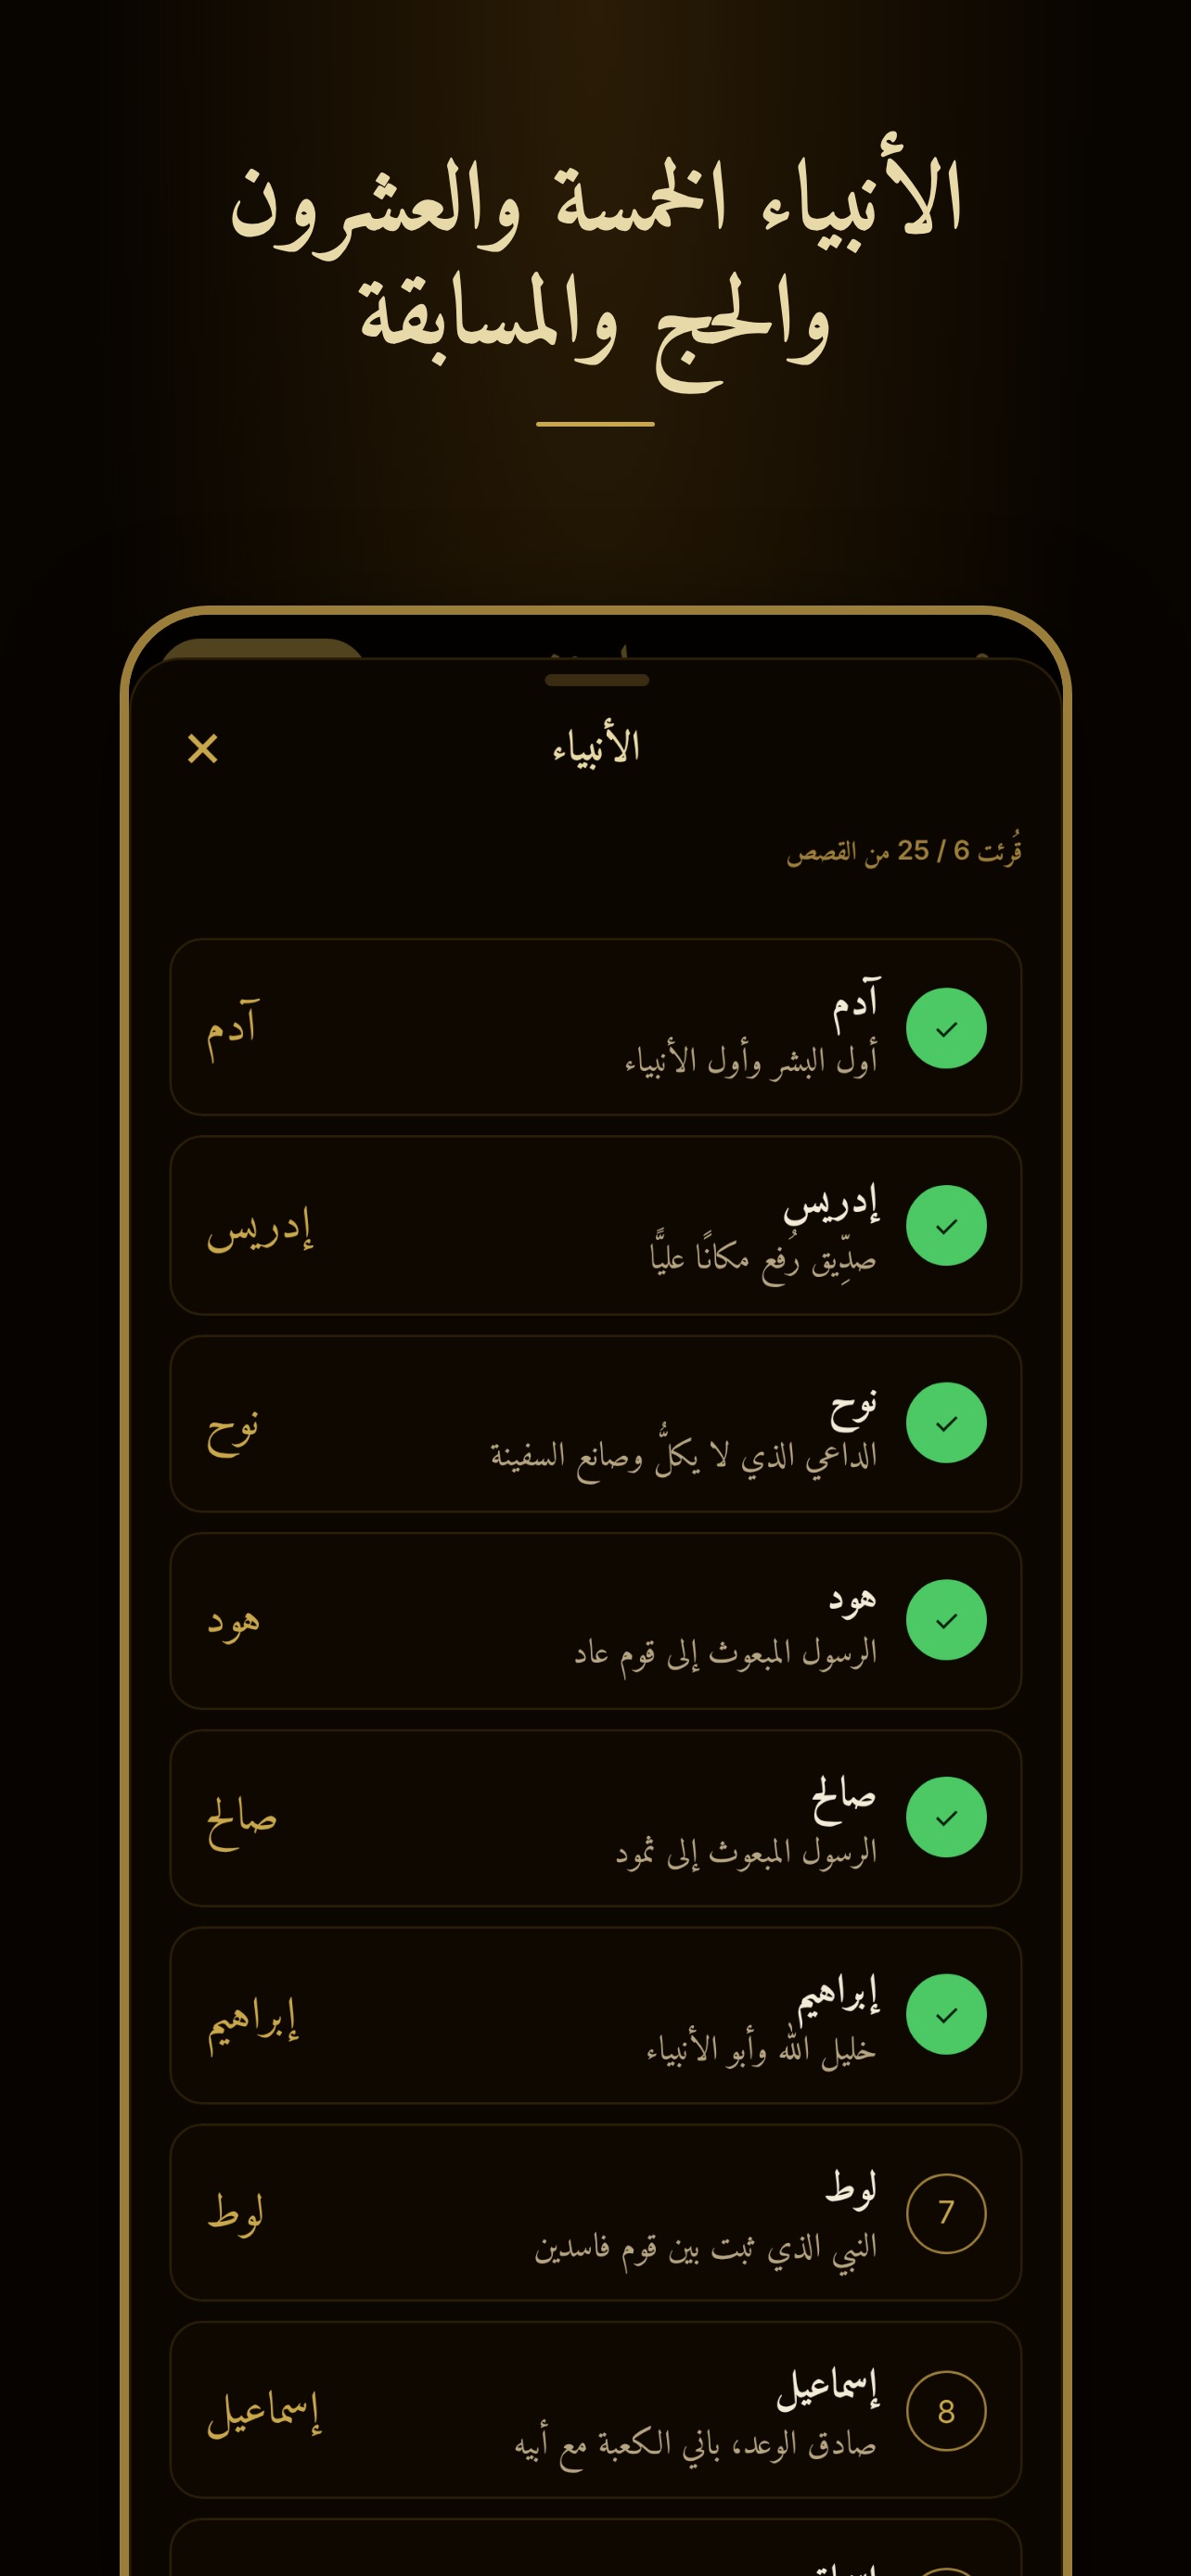 الأنبياء الخمسة والعشرون
والحج والمسابقة
الأنبياء
قُرئت 6 / 25 من القصص
آدم
أول البشر وأول الأنبياء
آدم
إدريس
صدِّيق رُفع مكانًا عليًّا
إدريس
نوح
الداعي الذي لا يكلُّ وصانع السفينة
نوح
هود
الرسول المبعوث إلى قوم عاد
هود
صالح
الرسول المبعوث إلى ثمود
صالح
إبراهيم
خليل الله وأبو الأنبياء
إبراهيم
7
لوط
النبي الذي ثبت بين قوم فاسدين
لوط
8
إسماعيل
صادق الوعد، باني الكعبة مع أبيه
إسماعيل